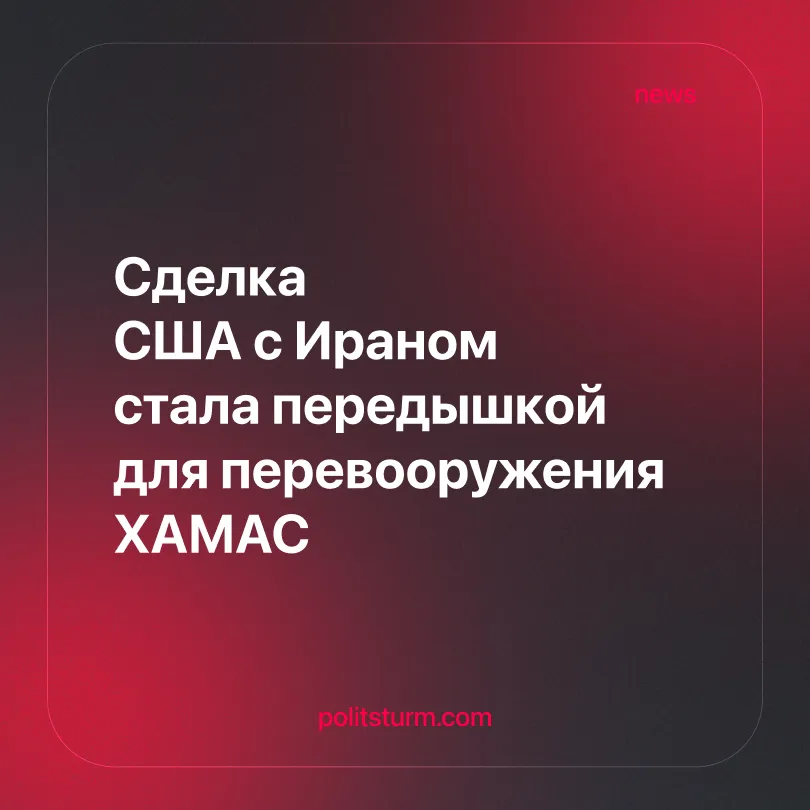 news
Сделка
США с Ираном
стала передышкой
для перевооружения
ХАМАС
politsturm.com